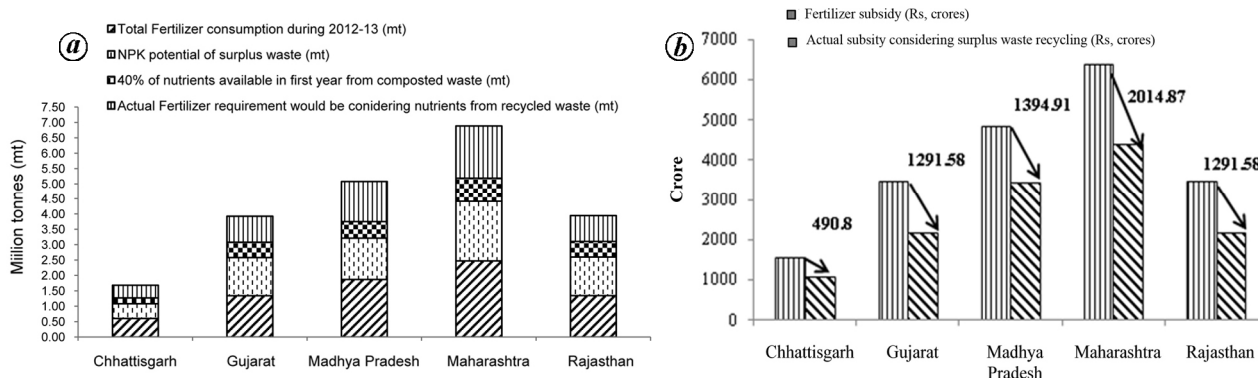 a
Total Fertilizer consumption during 2012-13 (mt)
NPK potential of surplus waste (mt)
40% of nutrients available in first year from composted waste (mt)
Actual Fertilizer requirement would be conidering nutrients from recycled waste (mt)
Miilion tonnes (mt)
7.50
7.00
6.50
6.00
5.50
5.00
4.50
4.00
3.50
3.00
2.50
2.00
1.50
1.00
0.50
0.00
Chhattisgarh
Gujarat
Madhya Pradesh
Maharashtra
Rajasthan
b
Fertilizer subsidy (Rs, crores)
Actual subsity considering surplus waste recycling (Rs, crores)
Crore
7000
6000
5000
4000
3000
2000
1000
0
490.8
1291.58
1394.91
2014.87
1291.58
Chhattisgarh
Gujarat
Madhya
Pradesh
Maharashtra
Rajasthan